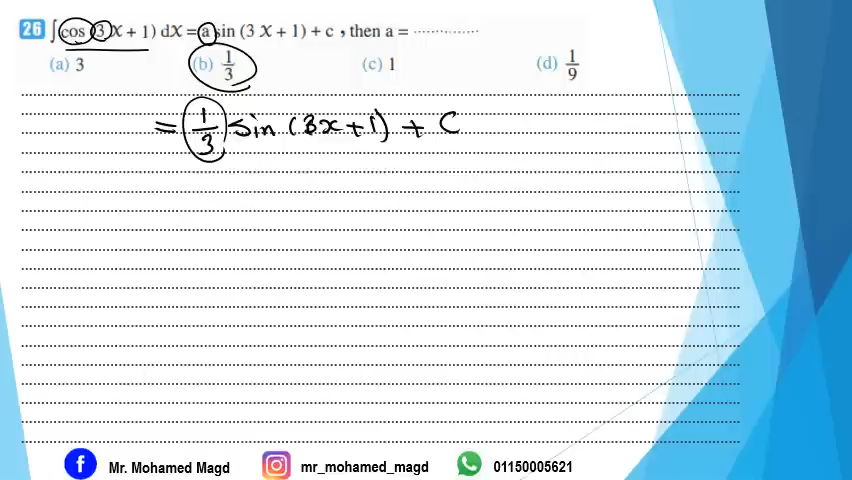 26 ∫ cos (3 X + 1) dX = a sin (3 X + 1) + c , then a = ················
(a) 3 (b) 1/3 (c) 1 (d) 1/9
= 1/3 sin (3x+1) + C
Mr. Mohamed Magd mr_mohamed_magd 01150005621